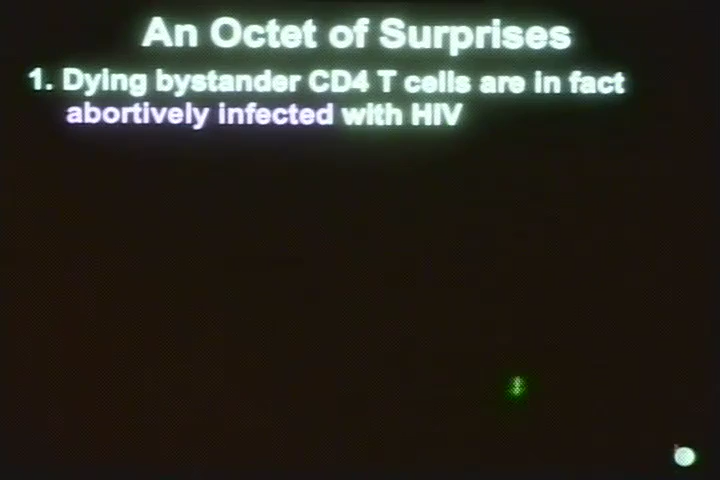 An Octet of Surprises
1. Dying bystander CD4 T cells are in fact
abortively infected with HIV